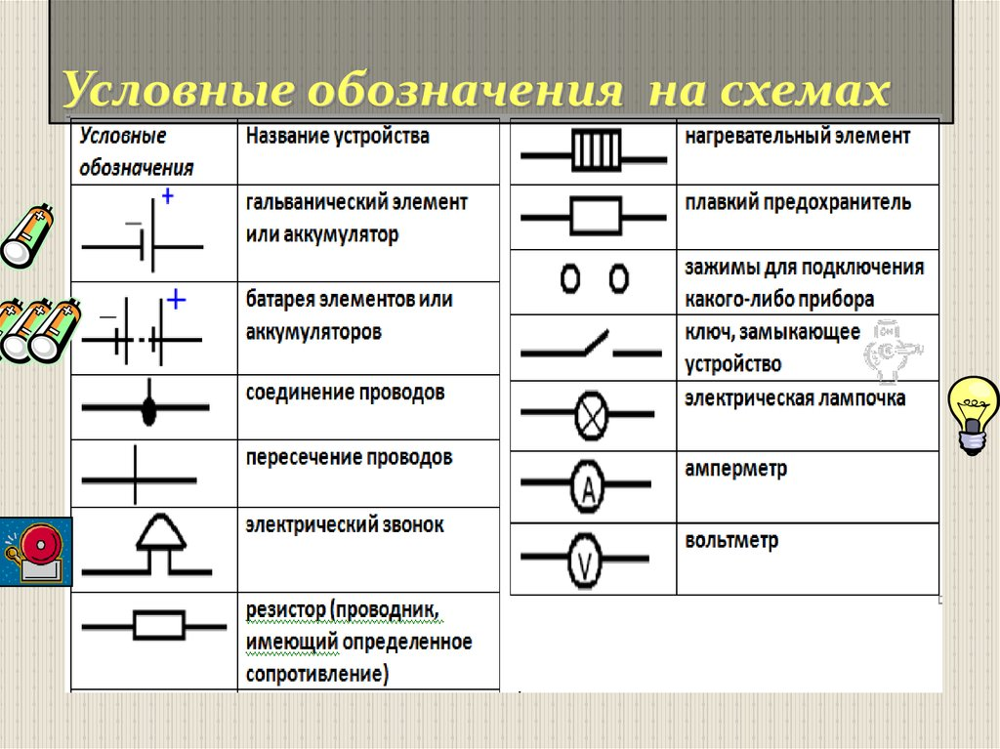 Условные обозначения на схемах
Условные
обозначения
Название устройства
+
–
гальванический элемент
или аккумулятор
–
+
батарея элементов или
аккумуляторов
соединение проводов
пересечение проводов
электрический звонок
резистор (проводник,
имеющий определенное
сопротивление)
нагревательный элемент
плавкий предохранитель
зажимы для подключения
какого-либо прибора
ключ, замыкающее
устройство
электрическая лампочка
A
амперметр
V
вольтметр